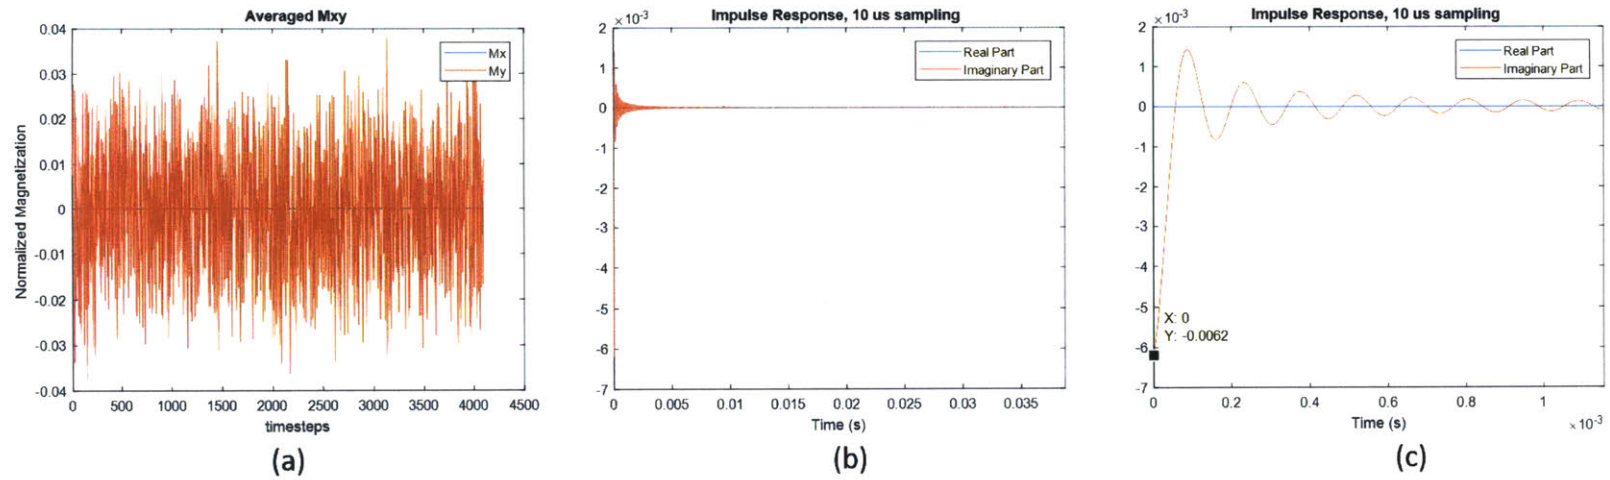 Averaged Mxy
0.04
0.03
0.02
0.01
0
-0.01
-0.02
-0.03
-0.04
Normalized Magnetization
Mx
My
0 500 1000 1500 2000 2500 3000 3500 4000 4500
timesteps
(a)
×10-3
Impulse Response, 10 us sampling
2
1
0
-1
-2
-3
-4
-5
-6
-7
Real Part
Imaginary Part
0 0.005 0.01 0.015 0.02 0.025 0.03 0.035
Time (s)
(b)
×10-3
Impulse Response, 10 us sampling
2
1
0
-1
-2
-3
-4
-5
-6
-7
Real Part
Imaginary Part
X: 0
Y: -0.0062
0 0.2 0.4 0.6 0.8 1
Time (s)
×10-3
(c)